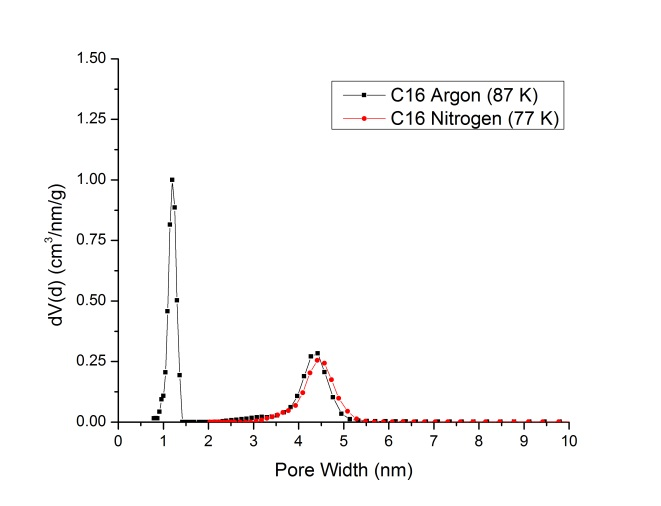 1.50
C16 Argon (87 K)
C16 Nitrogen (77 K)
1.25
1.00
0.75
0.50
0.25
0.00
dV(d) (cm³/nm/g)
0 1 2 3 4 5 6 7 8 9 10
Pore Width (nm)